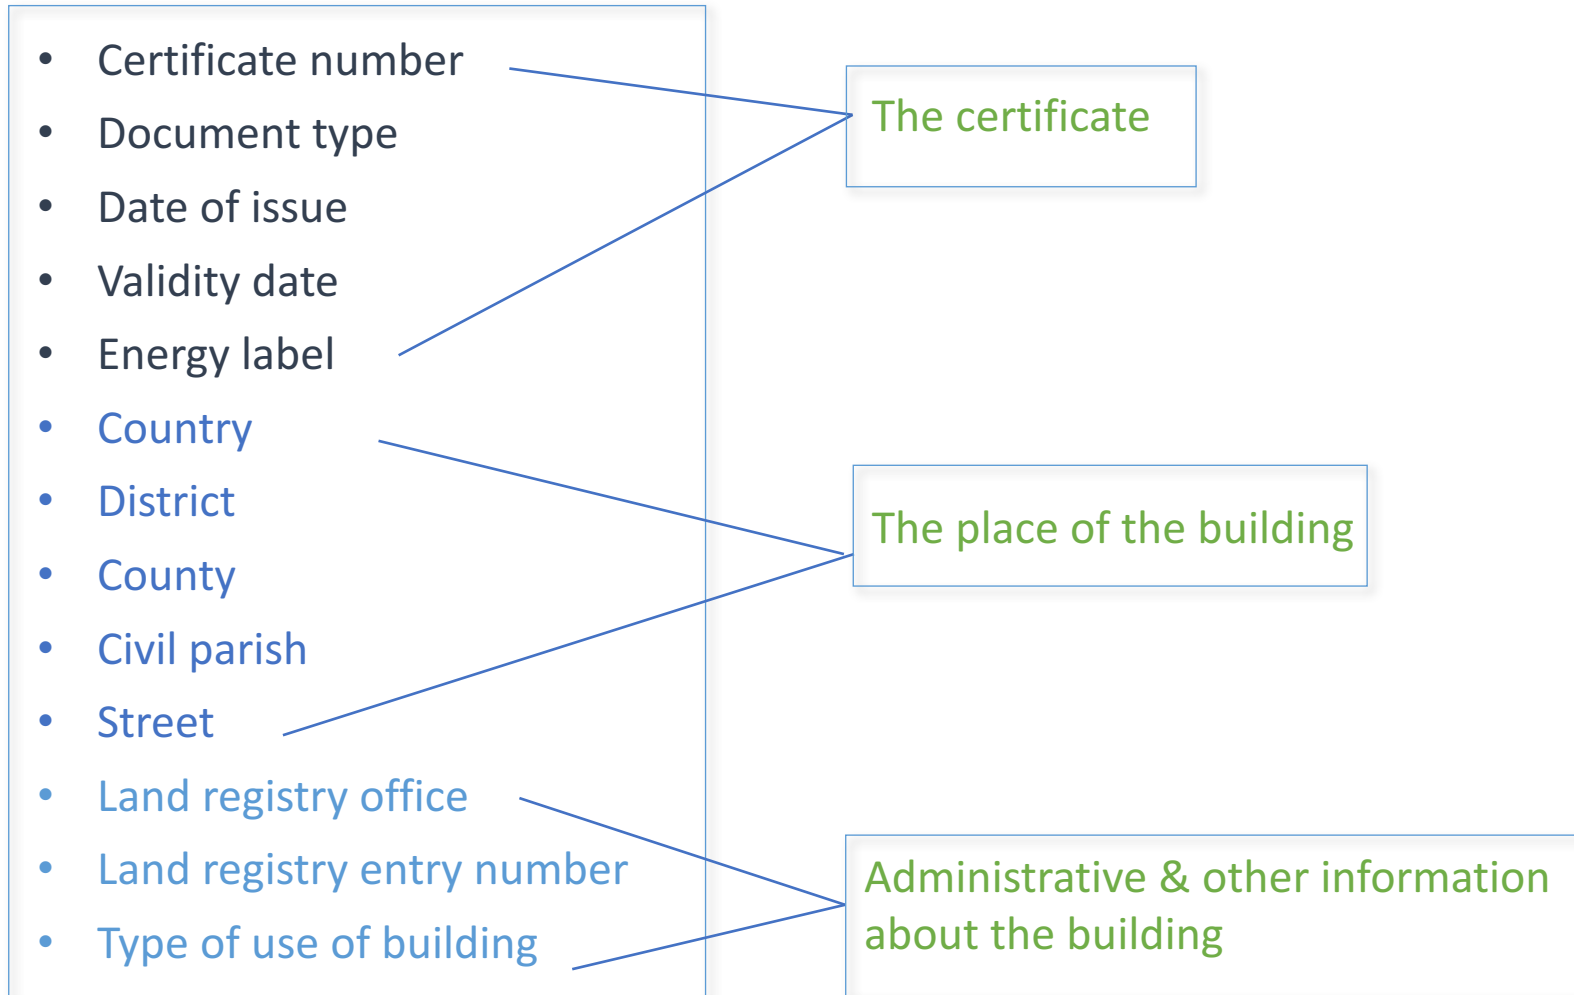 • Certificate number
• Document type
• Date of issue
• Validity date
• Energy label
• Country
• District
• County
• Civil parish
• Street
• Land registry office
• Land registry entry number
• Type of use of building
The certificate
The place of the building
Administrative & other information
about the building